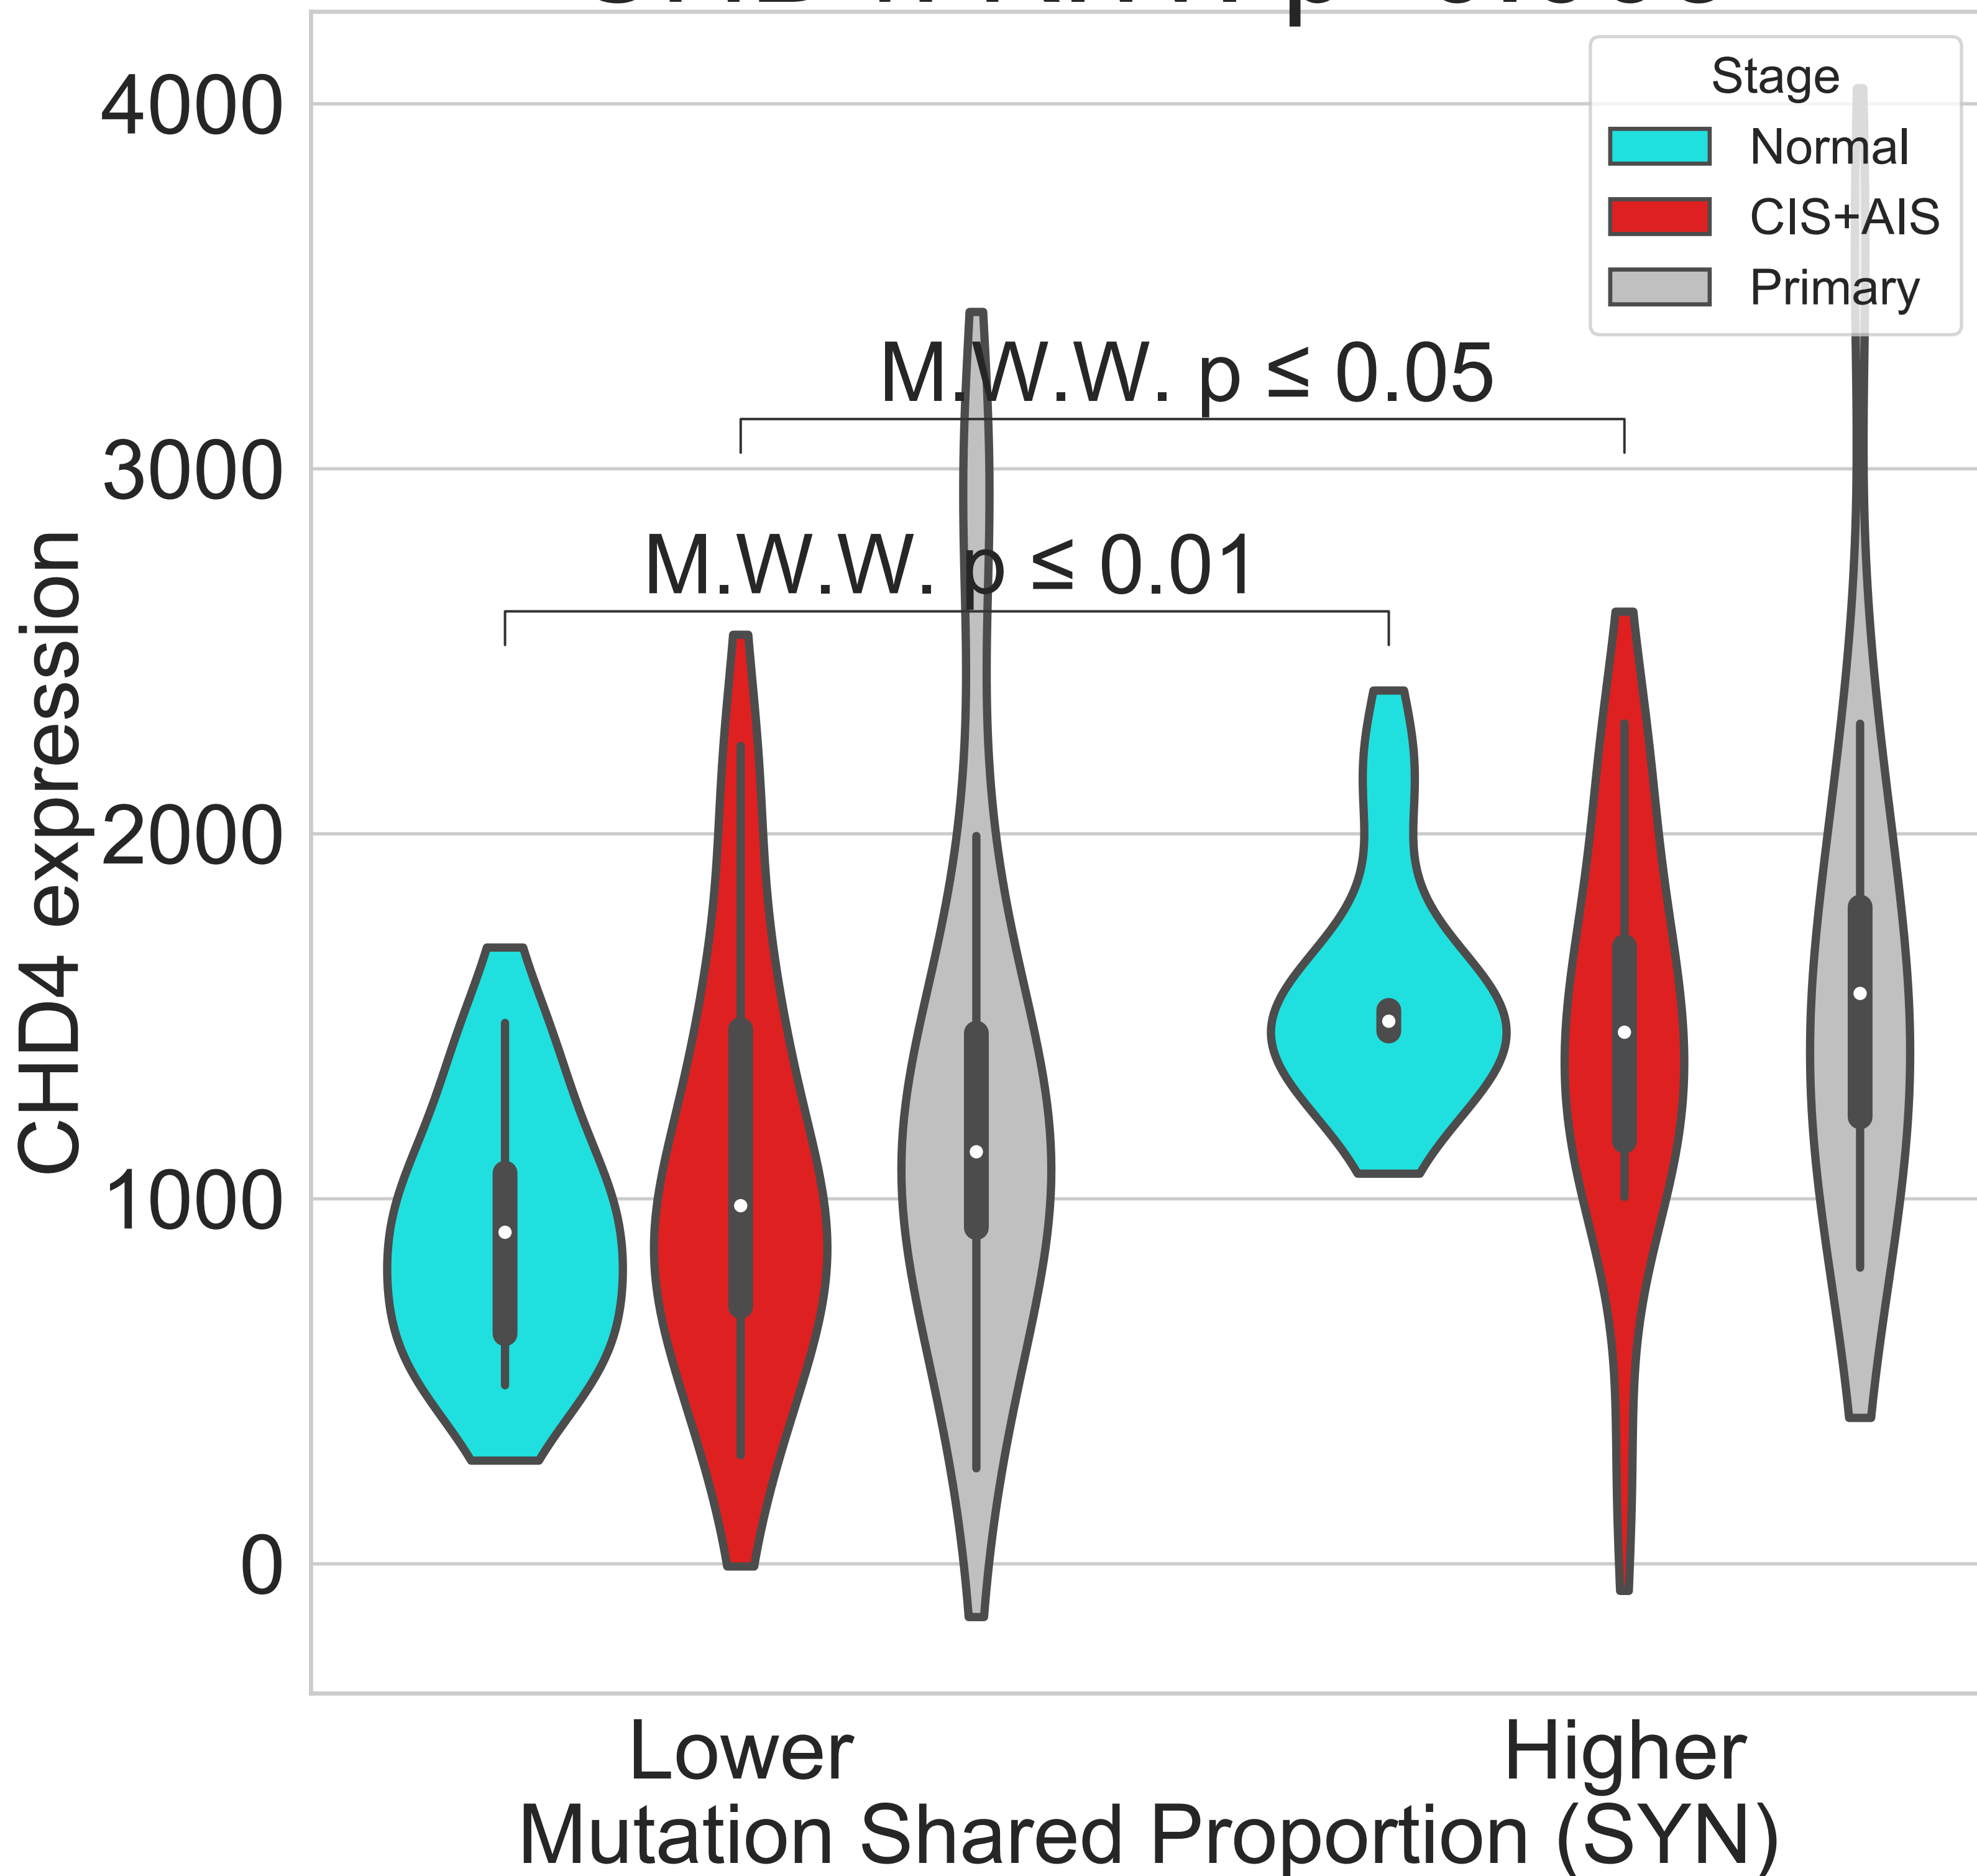 Stage
Normal
CIS+AIS
Primary
M.W.W. p ≤ 0.05
M.W.W. p ≤ 0.01
4000
3000
2000
1000
0
CHD4 expression
Lower
Higher
Mutation Shared Proportion (SYN)